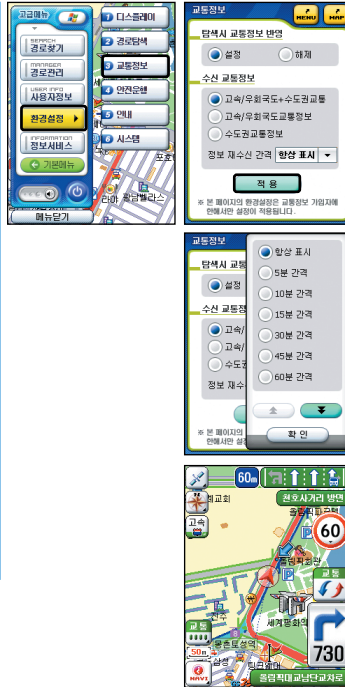 고급메뉴
SEARCH
경로찾기
MANAGER
경로관리
USER INFO
사용자정보
환경설정
INFORMATION
정보서비스
기본메뉴
메뉴닫기
1 디스플레이
2 경로탐색
3 교통정보
4 안전운행
5 안내
6 시스템
교통정보
MENU
MAP
탐색시 교통정보 반영
설정 해제
수신 교통정보
고속/우회국도+수도권교통
고속/우회국도교통정보
수도권교통정보
정보 재수신 간격 항상 표시
적 용
※ 본 페이지의 환경설정은 교통정보 가입자에
한해서만 설정이 적용됩니다.
교통정보
탐색시 교통
설정
수신 교통정
고속/
고속/
수도권
정보 재수
※ 본 페이지의
한해서만 설
항상 표시
5분 간격
10분 간격
15분 간격
30분 간격
45분 간격
60분 간격
확 인
60m
천호사거리 방면
고속
60
교통
세계평화의
교통
50m
몽촌토성역
NAVI
730
올림픽대교남단교차로